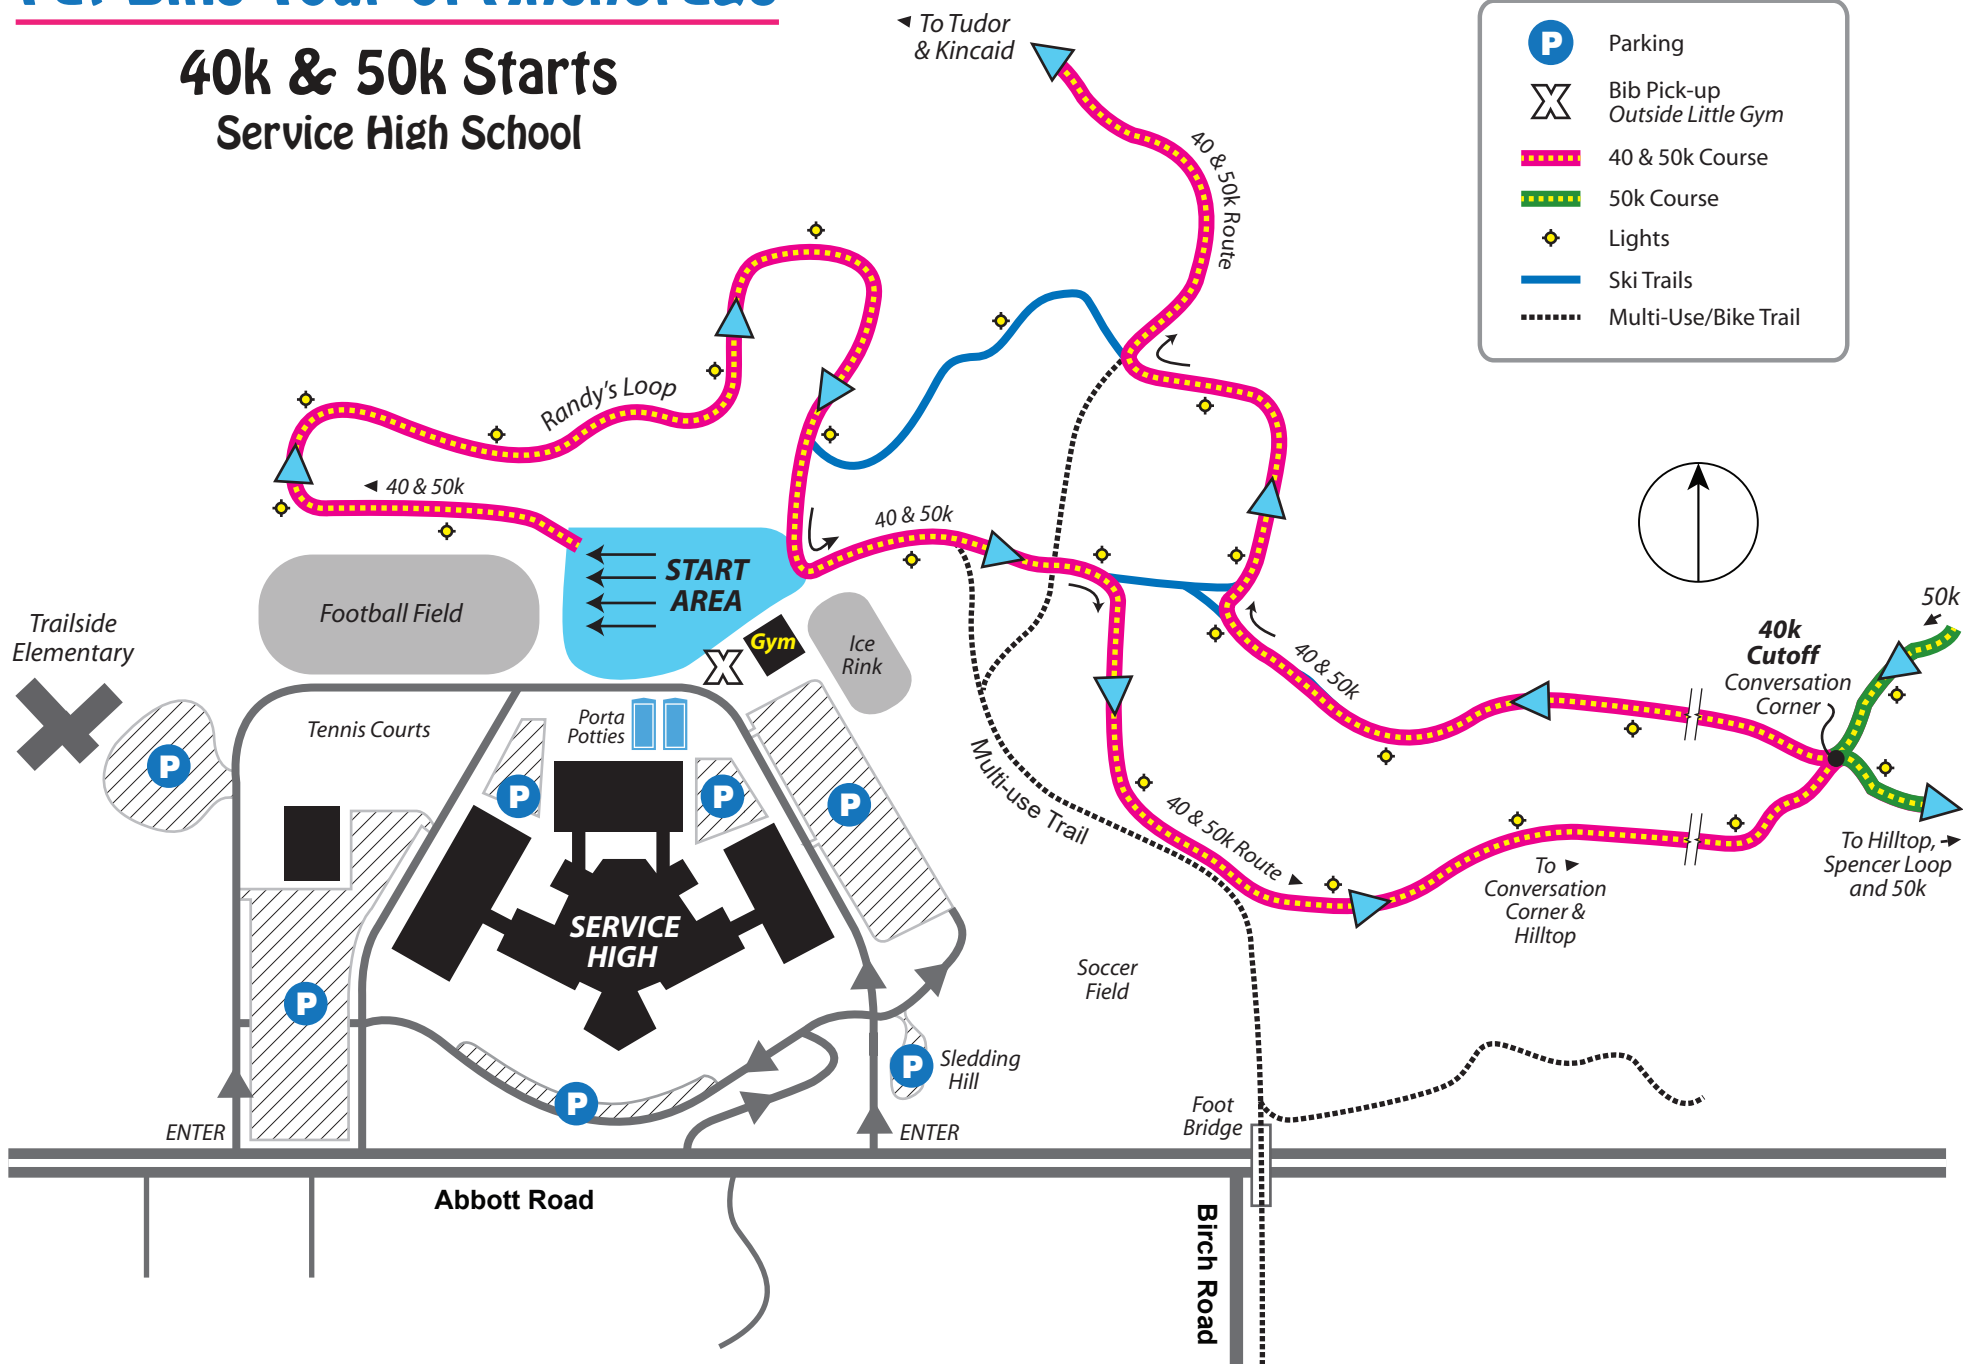 Tour of
40k & 50k Starts
Service High School
To Tudor
& Kincaid
P Parking
X Bib Pick-up
Outside Little Gym
40 & 50k Course
50k Course
Lights
Ski Trails
Multi-Use/Bike Trail
40 & 50k Route
Randy's Loop
40 & 50k
40 & 50k
START
AREA
Football Field
Gym
X
Ice
Rink
Trailside
Elementary
40 & 50k
50k
40k
Cutoff
Conversation
Corner
Tennis Courts
Porta
Potties
P
P
P
P
Multi-use Trail
40 & 50k Route
To Hilltop,
Spencer Loop
and 50k
To
Conversation
Corner &
Hilltop
SERVICE
HIGH
Soccer
Field
P
P
P
Sledding
Hill
Foot
Bridge
ENTER
ENTER
Abbott Road
Birch Road